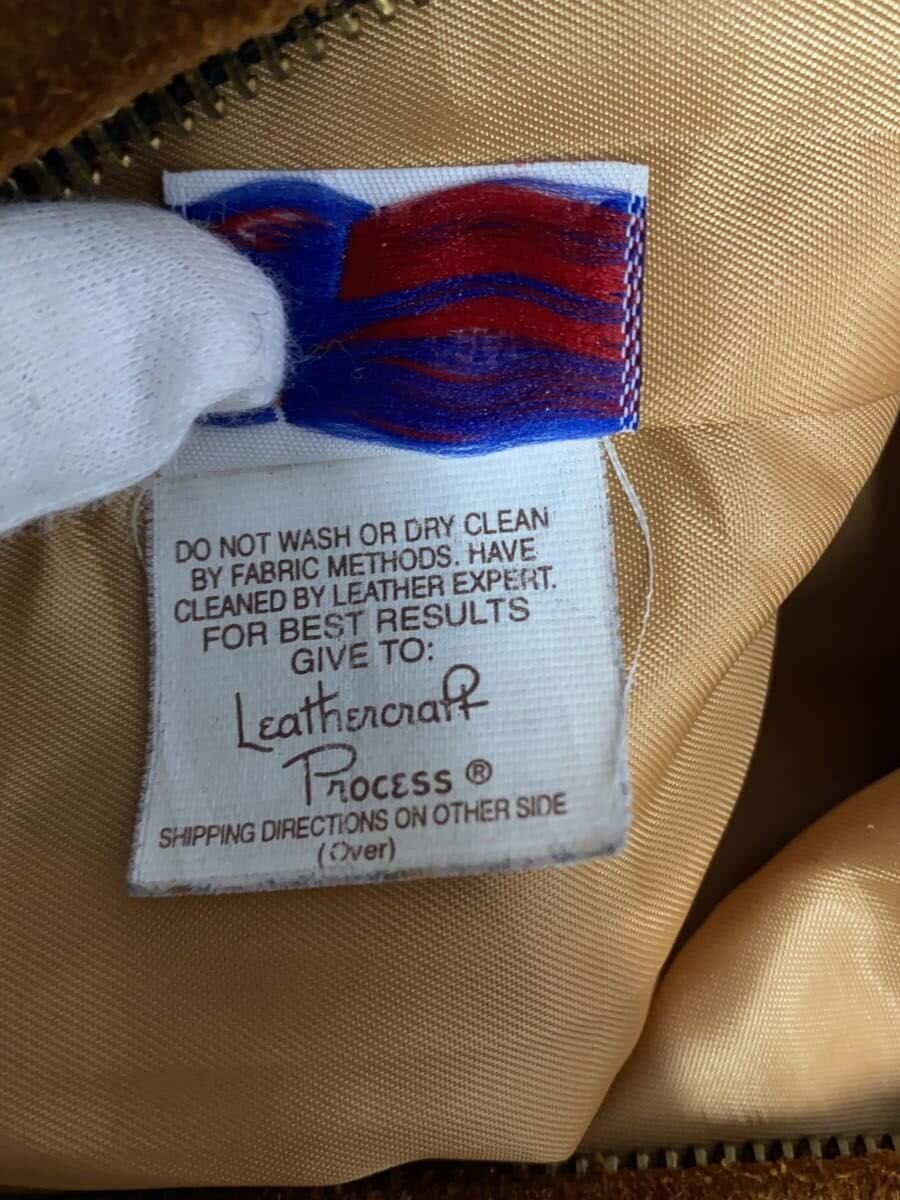 DO NOT WASH OR DRY CLEAN
BY FABRIC METHODS. HAVE
CLEANED BY LEATHER EXPERT.
FOR BEST RESULTS
GIVE TO:
Leathercraft
Process ®
SHIPPING DIRECTIONS ON OTHER SIDE
(Over)